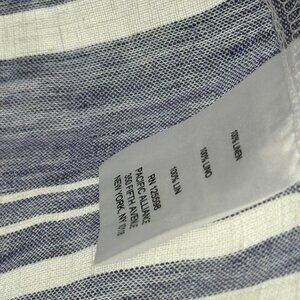 100% LINEN
100% LINO
100% LIN
RN 125598
PACIFIC ALLIANCE
350 FIFTH AVENUE
NEW YORK, NY 10118